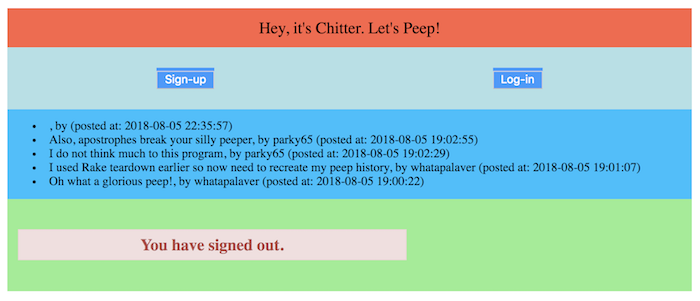 Hey, it's Chitter. Let's Peep!
Sign-up Log-in
, by (posted at: 2018-08-05 22:35:57)
Also, apostrophes break your silly peeper, by parky65 (posted at: 2018-08-05 19:02:55)
I do not think much to this program, by parky65 (posted at: 2018-08-05 19:02:29)
I used Rake teardown earlier so now need to recreate my peep history, by whatapalaver (posted at: 2018-08-05 19:01:07)
Oh what a glorious peep!, by whatapalaver (posted at: 2018-08-05 19:00:22)
You have signed out.